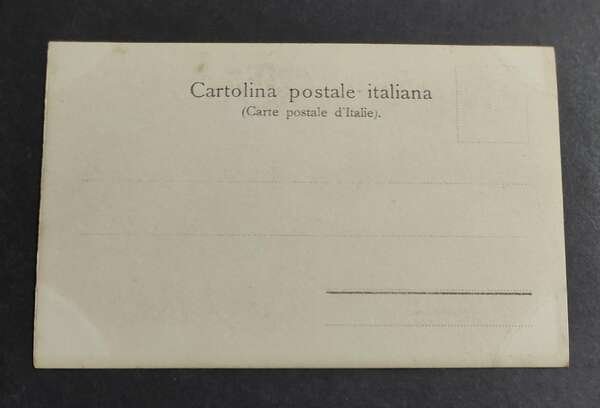 Cartolina postale italiana
(Carte postale d'Italie).